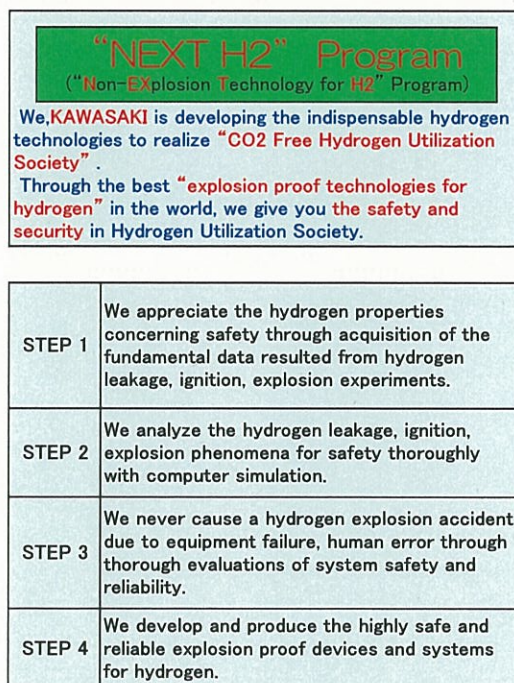 “NEXT H2” Program
(“Non-EXplosion Technology for H2” Program)
We,KAWASAKI is developing the indispensable hydrogen
technologies to realize “CO2 Free Hydrogen Utilization
Society” .
Through the best “explosion proof technologies for
hydrogen” in the world, we give you the safety and
security in Hydrogen Utilization Society.
STEP 1
We appreciate the hydrogen properties
concerning safety through acquisition of the
fundamental data resulted from hydrogen
leakage, ignition, explosion experiments.
STEP 2
We analyze the hydrogen leakage, ignition,
explosion phenomena for safety thoroughly
with computer simulation.
STEP 3
We never cause a hydrogen explosion accident
due to equipment failure, human error through
thorough evaluations of system safety and
reliability.
STEP 4
We develop and produce the highly safe and
reliable explosion proof devices and systems
for hydrogen.